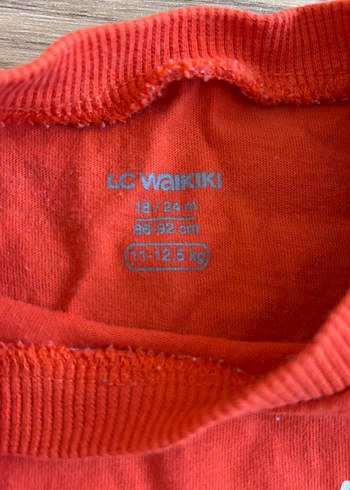 LC WAIKIKI
18 / 24 m
86-92 cm
11-12,5 kg